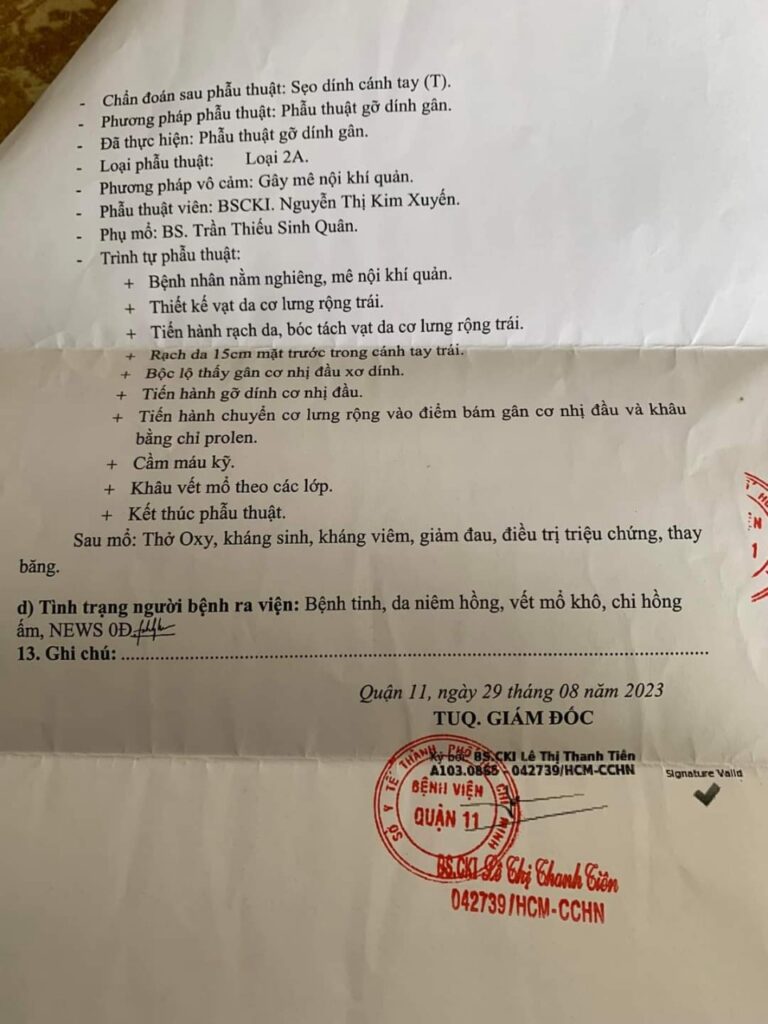 - Chẩn đoán sau phẫu thuật: Sẹo dính cánh tay (T).
- Phương pháp phẫu thuật: Phẫu thuật gỡ dính gân.
- Đã thực hiện: Phẫu thuật gỡ dính gân.
- Loại phẫu thuật: Loại 2A.
- Phương pháp vô cảm: Gây mê nội khí quản.
- Phẫu thuật viên: BSCKI. Nguyễn Thị Kim Xuyến.
- Phụ mổ: BS. Trần Thiếu Sinh Quân.
- Trình tự phẫu thuật:
+ Bệnh nhân nằm nghiêng, mê nội khí quản.
+ Thiết kế vạt da cơ lưng rộng trái.
+ Tiến hành rạch da, bóc tách vạt da cơ lưng rộng trái.
+ Rạch da 15cm mặt trước trong cánh tay trái.
+ Bộc lộ thấy gân cơ nhị đầu xơ dính.
+ Tiến hành gỡ dính cơ nhị đầu.
+ Tiến hành chuyển cơ lưng rộng vào điểm bám gân cơ nhị đầu và khâu
bằng chỉ prolen.
+ Cầm máu kỹ.
+ Khâu vết mổ theo các lớp.
+ Kết thúc phẫu thuật.
Sau mổ: Thở Oxy, kháng sinh, kháng viêm, giảm đau, điều trị triệu chứng, thay
băng.
d) Tình trạng người bệnh ra viện: Bệnh tỉnh, da niêm hồng, vết mổ khô, chi hồng
ấm, NEWS 0Đ
13. Ghi chú: ................................................................
Quận 11, ngày 29 tháng 08 năm 2023
TUQ. GIÁM ĐỐC
Ký bởi: BS.CKI Lê Thị Thanh Tiên
A103.0866 - 042739/HCM-CCHN
Signature Valid
SỞ Y TẾ THÀNH PHỐ HỒ CHÍ MINH
BỆNH VIỆN
QUẬN 11
BS.CKI Lê Thị Thanh Tiên
042739/HCM-CCHN